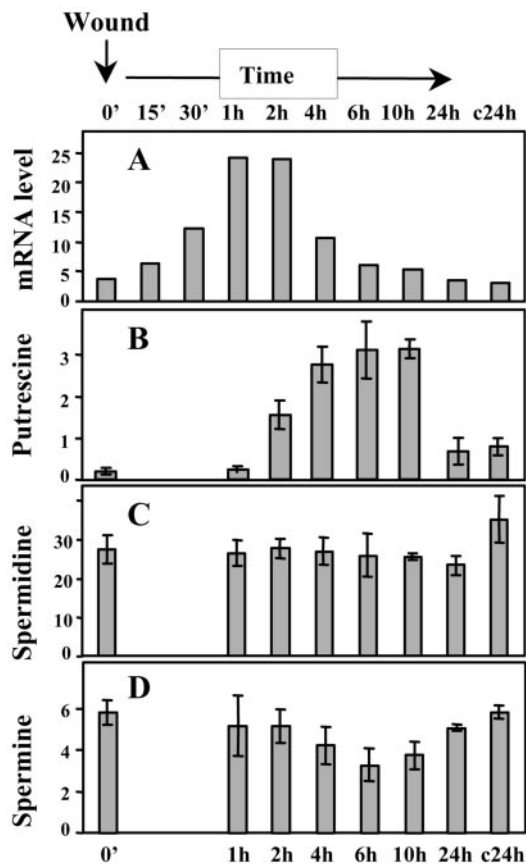 Wound
Time
0' 15' 30' 1h 2h 4h 6h 10h 24h c24h
A
mRNA level
25
20
15
10
5
0
B
Putrescine
3
2
1
0
C
Spermidine
30
20
10
0
D
Spermine
6
4
2
0
0' 1h 2h 4h 6h 10h 24h c24h